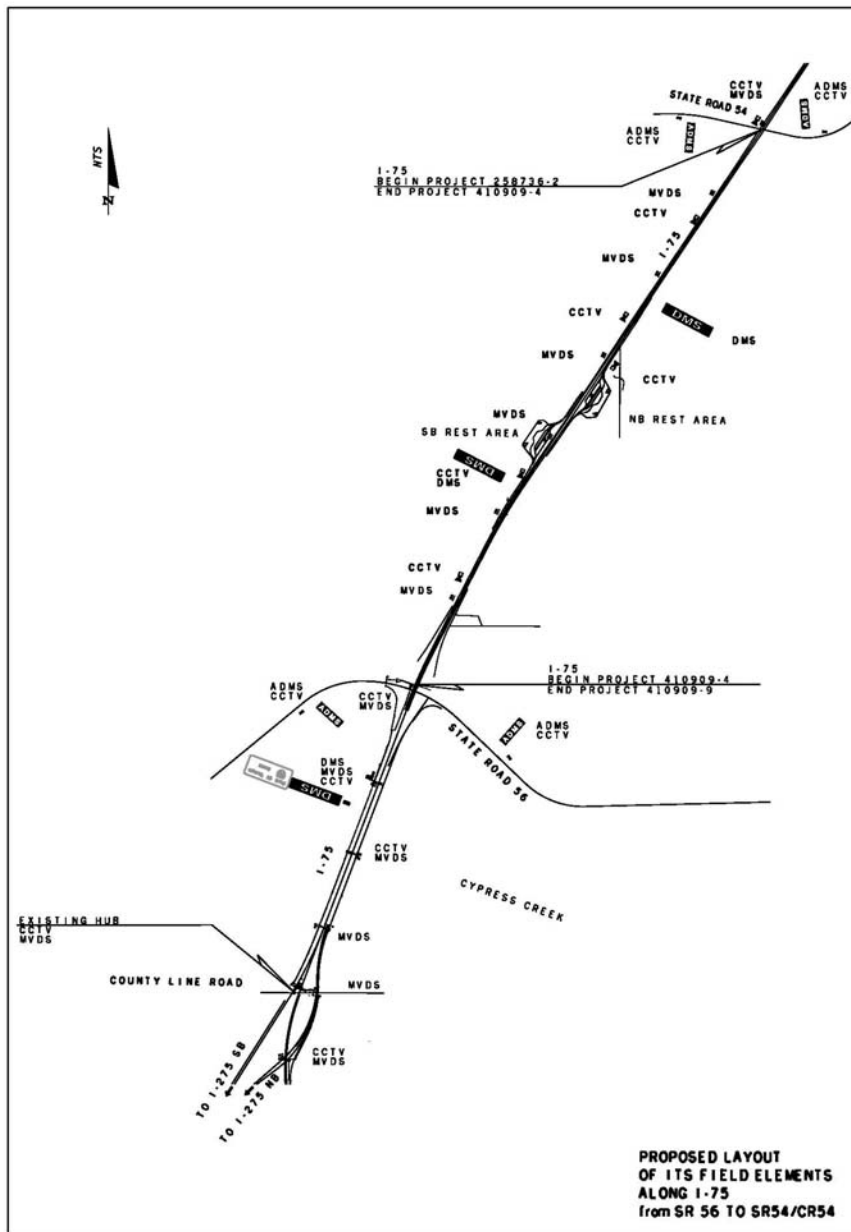 CCTV
MVDS
ADMS
CCTV
STATE ROAD 54
ADMS
ADMS
CCTV
ADMS
NTS
N
I-75
BEGIN PROJECT 258736-2
END PROJECT 410909-4
MVDS
CCTV
I-75
MVDS
CCTV
DMS
DMS
MVDS
CCTV
MVDS
NB REST AREA
SB REST AREA
DMS
CCTV
DMS
MVDS
CCTV
MVDS
I-75
BEGIN PROJECT 410909-4
END PROJECT 410909-9
ADMS
CCTV
CCTV
MVDS
ADMS
ADMS
ADMS
CCTV
STATE ROAD 56
DMS
MVDS
CCTV
DMS
I-75
CCTV
MVDS
CYPRESS CREEK
EXISTING HUB
CCTV
MVDS
MVDS
COUNTY LINE ROAD
MVDS
CCTV
MVDS
TO I-275 SB
TO I-275 NB
PROPOSED LAYOUT
OF ITS FIELD ELEMENTS
ALONG I-75
from SR 56 TO SR54/CR54